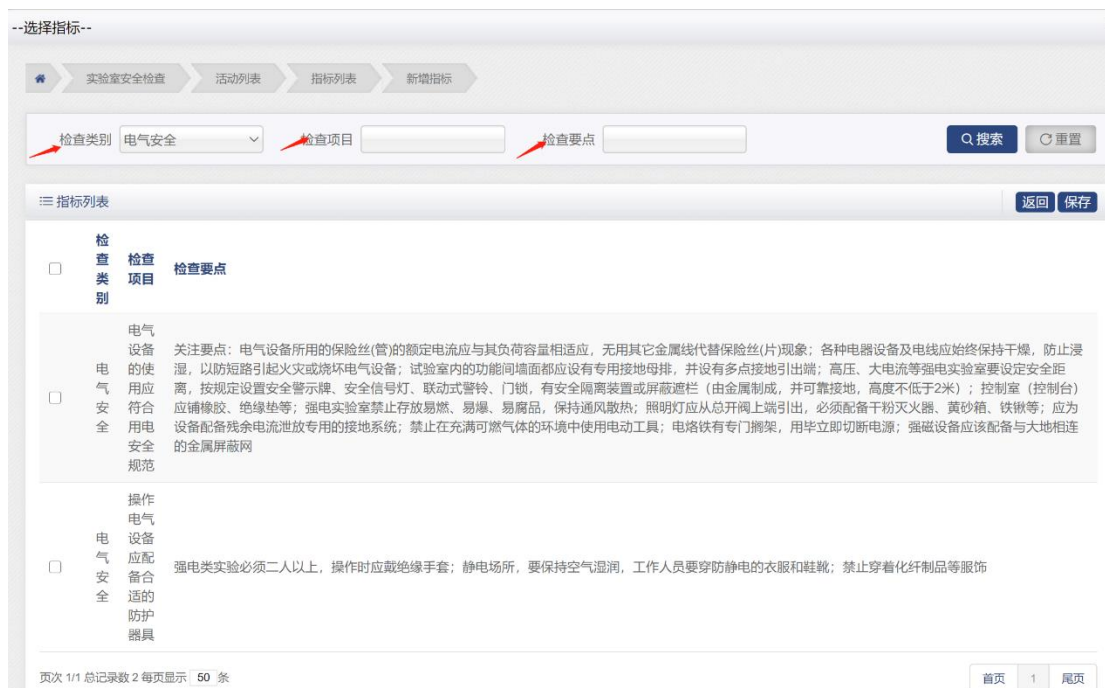 --选择指标--
实验室安全检查 活动列表 指标列表 新增指标
检查类别 电气安全 检查项目 检查要点 搜索 重置
指标列表 返回 保存
检
查
类
别
检查
项目
检查要点
电
气
安
全
电气
设备
的使
用应
符合
用电
安全
规范
关注要点：电气设备所用的保险丝(管)的额定电流应与其负荷容量相适应，无用其它金属线代替保险丝(片)现象；各种电器设备及电线应始终保持干燥，防止浸
湿，以防短路引起火灾或烧坏电气设备；试验室内的功能间墙面都应设有专用接地母排，并设有多点接地引出端；高压、大电流等强电实验室要设定安全距
离，按规定设置安全警示牌、安全信号灯、联动式警铃、门锁，有安全隔离装置或屏蔽遮栏（由金属制成，并可靠接地，高度不低于2米）；控制室（控制台）
应铺橡胶、绝缘垫等；强电实验室禁止存放易燃、易爆、易腐品，保持通风散热；照明灯应从总开阀上端引出，必须配备干粉灭火器、黄砂箱、铁锹等；应为
设备配备残余电流泄放专用的接地系统；禁止在充满可燃气体的环境中使用电动工具；电烙铁有专门搁架，用毕立即切断电源；强磁设备应该配备与大地相连
的金属屏蔽网
电
气
安
全
操作
电气
设备
应配
备合
适的
防护
器具
强电类实验必须二人以上，操作时应戴绝缘手套；静电场所，要保持空气湿润，工作人员要穿防静电的衣服和鞋靴；禁止穿着化纤制品等服饰
页次 1/1 总记录数 2 每页显示 50 条 首页 1 尾页